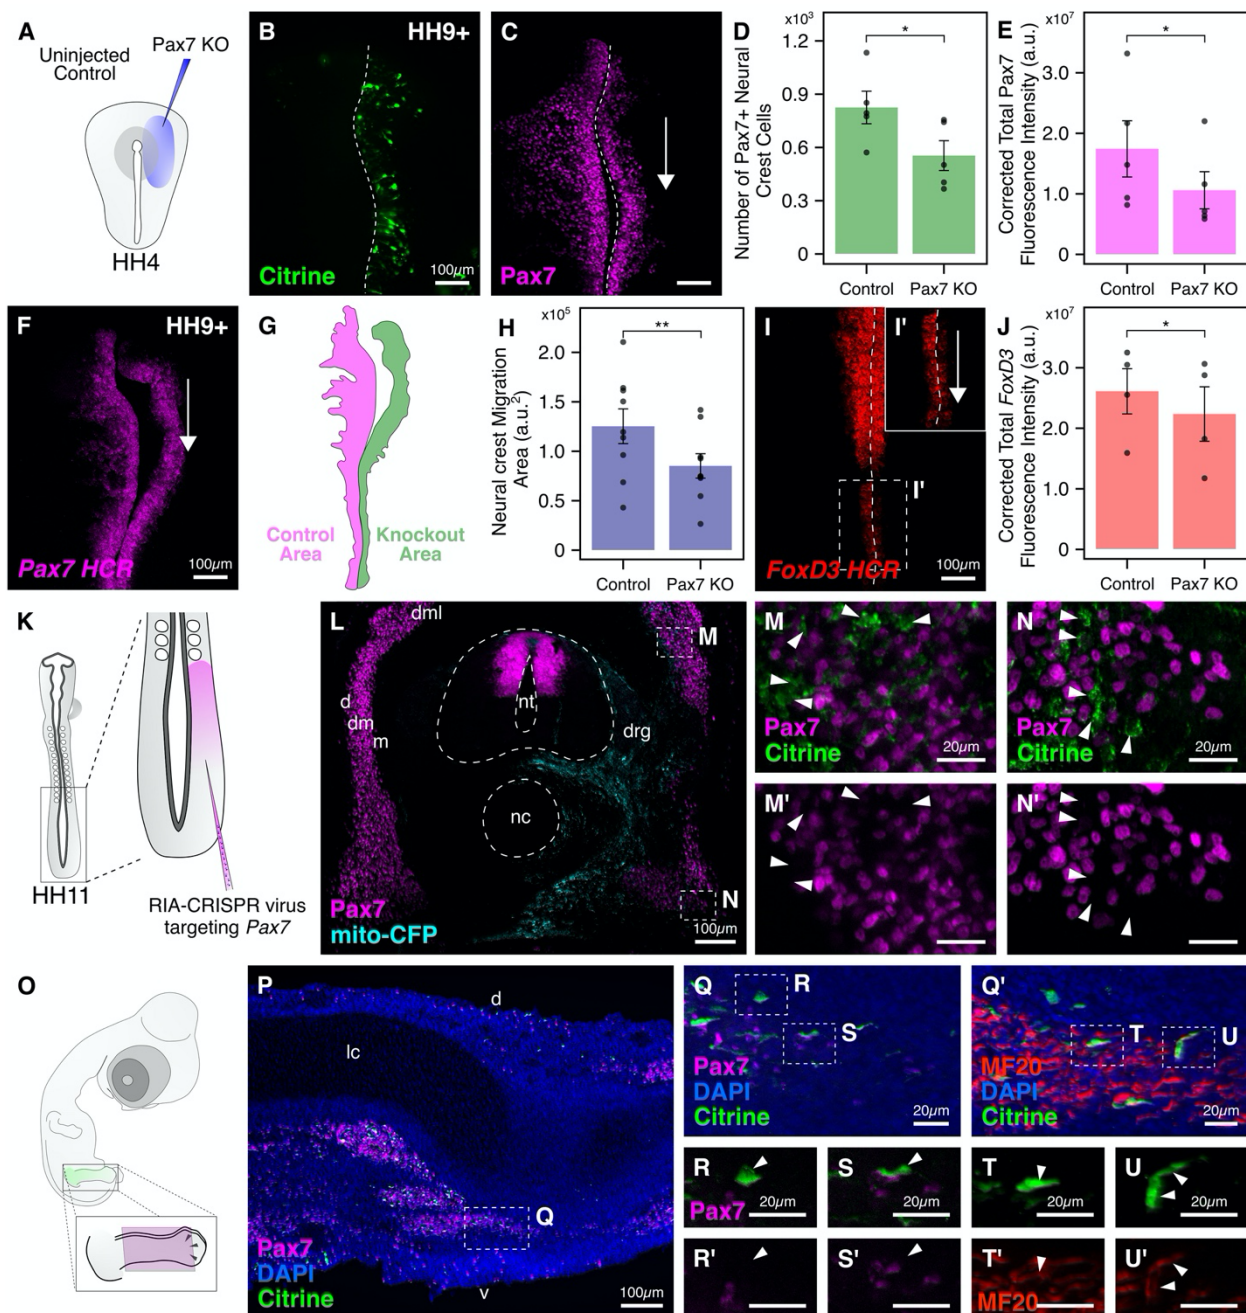 A
Pax7 KO
Uninjected
Control
HH4
B
HH9+
Citrine
100µm
C
Pax7
D
x10³
*
1.2
0.9
0.6
0.3
0
Number of Pax7+ Neural
Crest Cells
Control
Pax7 KO
E
x10⁷
*
3.0
2.0
1.0
0
Corrected Total Pax7
Fluorescence Intensity (a.u.)
Control
Pax7 KO
F
HH9+
Pax7 HCR
100µm
G
Control
Area
Knockout
Area
H
x10⁵
**
2.0
1.5
1.0
0.5
0
Neural crest Migration
Area (a.u.²)
Control
Pax7 KO
I
I'
I'
FoxD3 HCR
100µm
J
x10⁷
*
3.0
2.0
1.0
0
Corrected Total FoxD3
Fluorescence Intensity (a.u.)
Control
Pax7 KO
K
HH11
RIA-CRISPR virus
targeting Pax7
L
dml
M
d
dm
m
nt
drg
nc
N
Pax7
mito-CFP
100µm
M
Pax7
Citrine
20µm
N
Pax7
Citrine
20µm
M'
N'
O
P
d
lc
Q
v
Pax7
DAPI
Citrine
100µm
Q
R
S
Pax7
DAPI
Citrine
20µm
Q'
T
U
MF20
DAPI
Citrine
20µm
R
Pax7
S
20µm
T
20µm
U
20µm
R'
S'
T'
MF20
U'